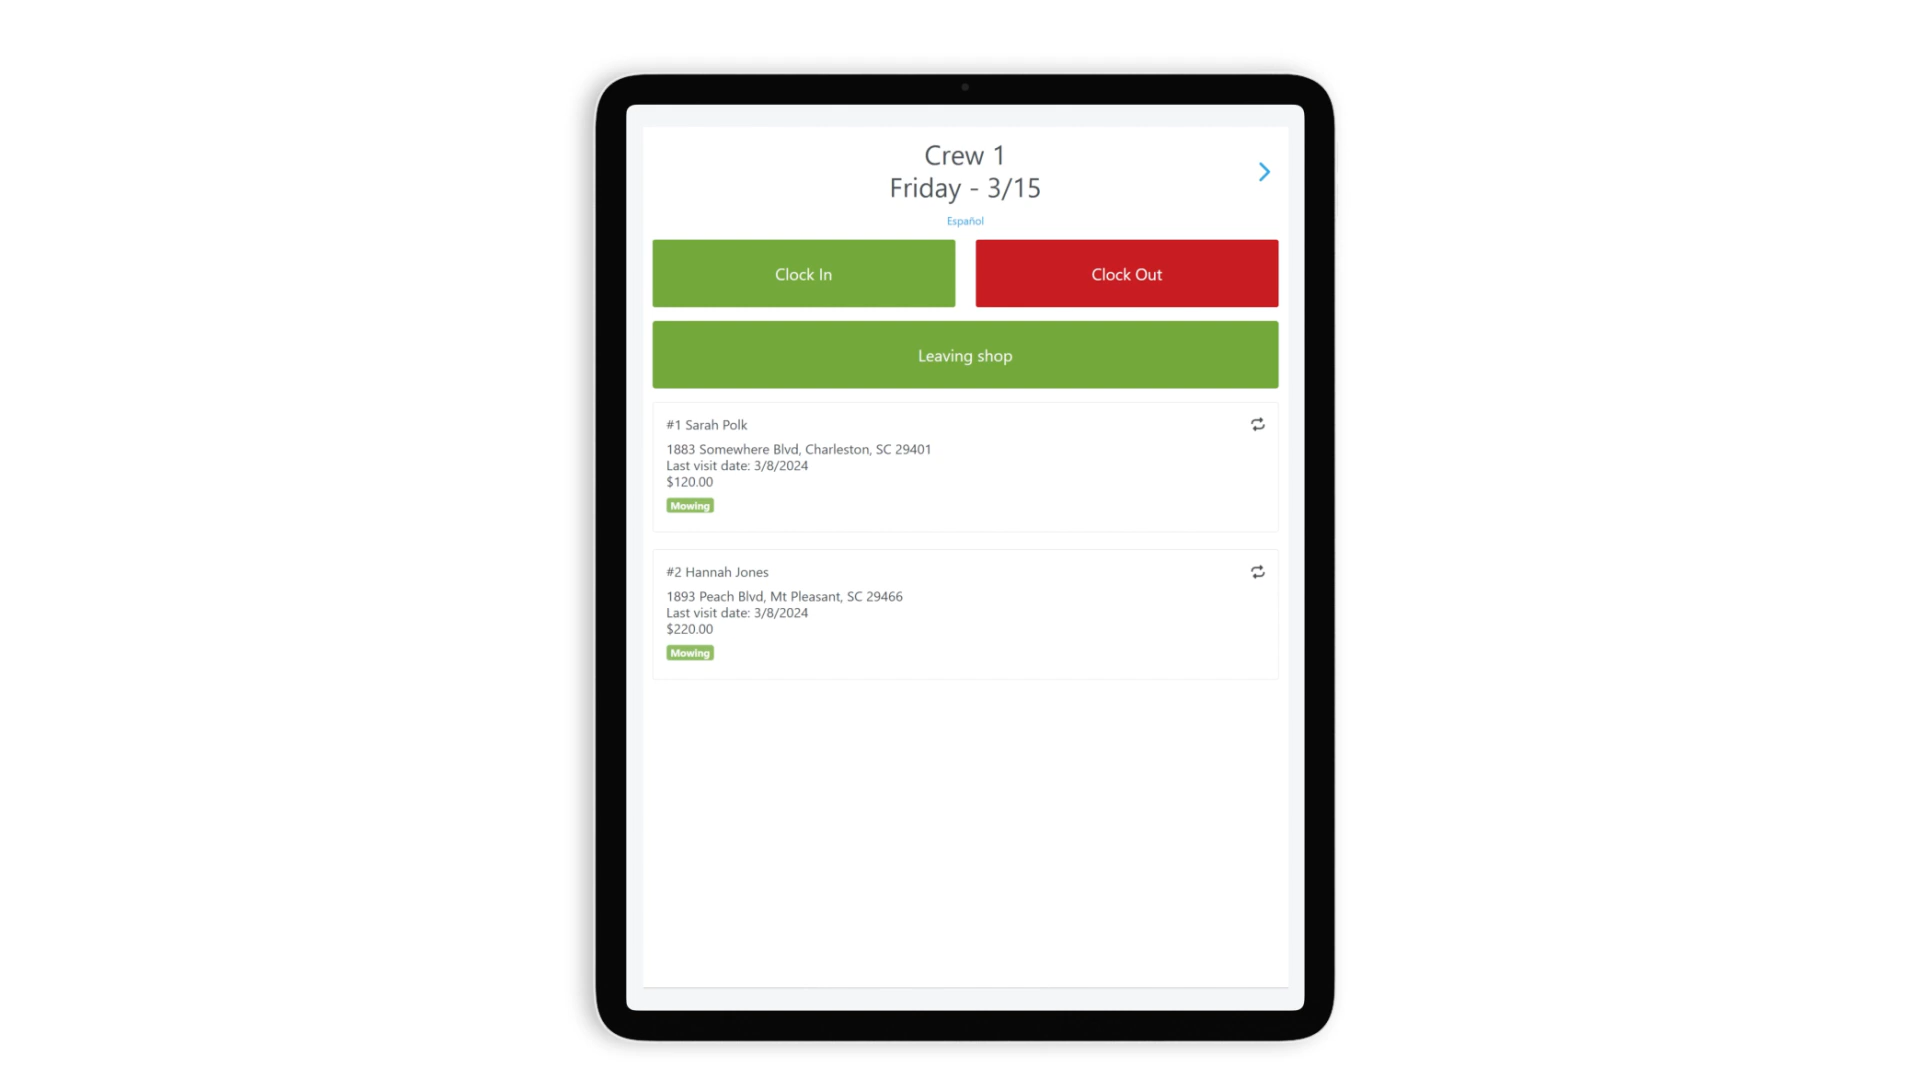 Crew 1
Friday - 3/15
Español
Clock In
Clock Out
Leaving shop
#1 Sarah Polk
1883 Somewhere Blvd, Charleston, SC 29401
Last visit date: 3/8/2024
$120.00
Mowing
#2 Hannah Jones
1893 Peach Blvd, Mt Pleasant, SC 29466
Last visit date: 3/8/2024
$220.00
Mowing